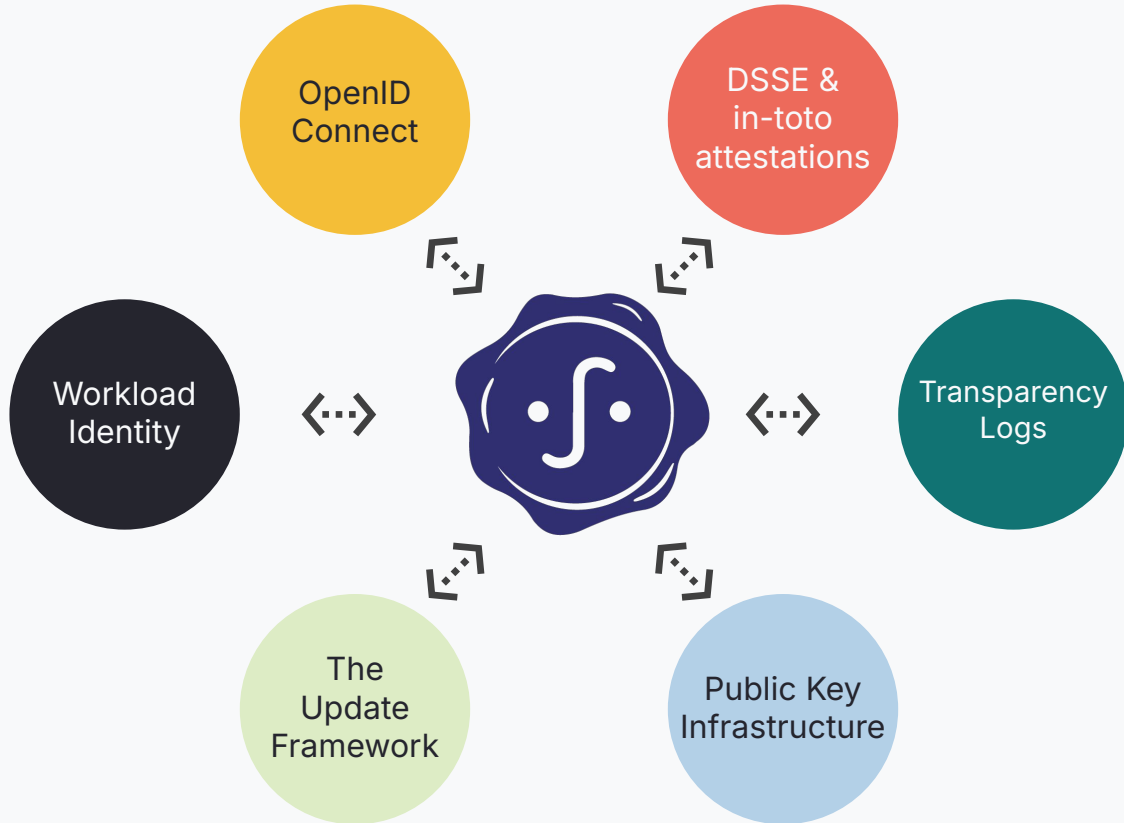 OpenID
Connect
DSSE &
in-toto
attestations
Workload
Identity
Transparency
Logs
The
Update
Framework
Public Key
Infrastructure